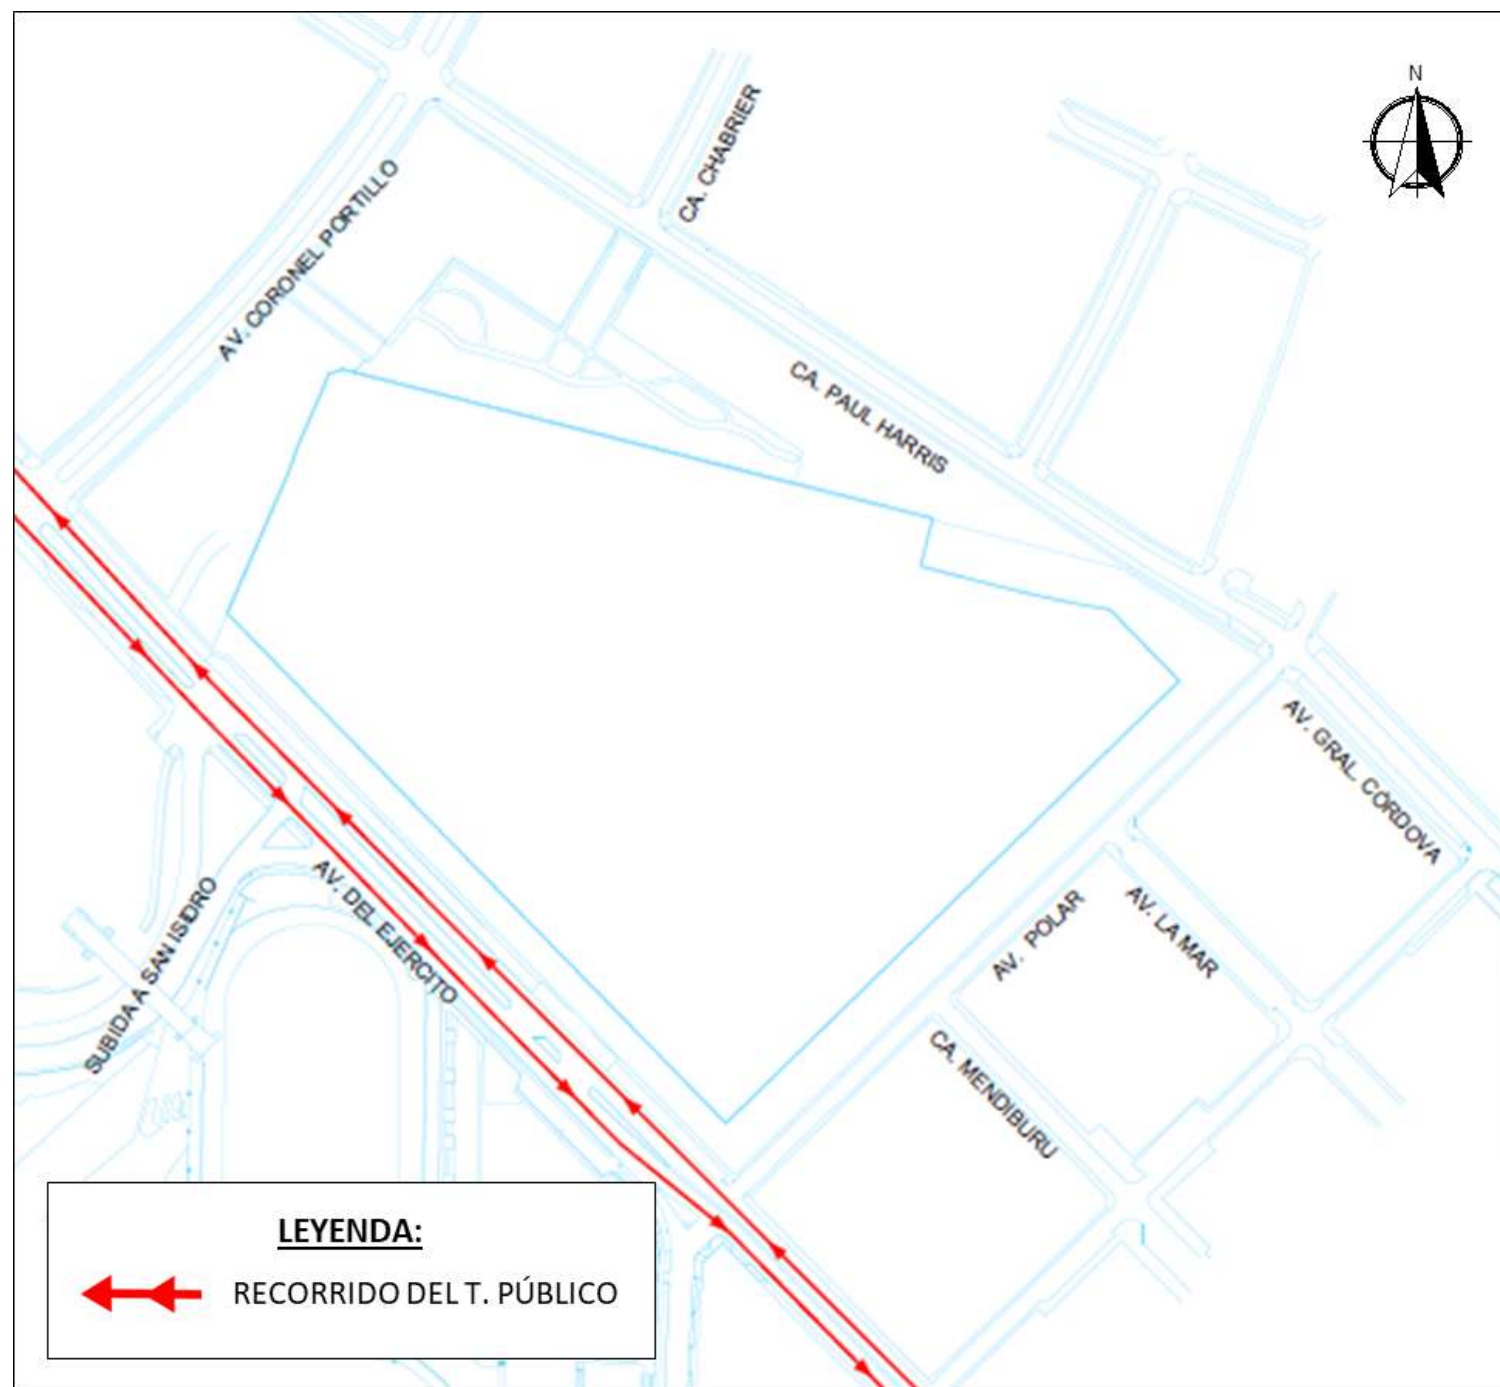 N
CA. CHABRIER
AV. CORONEL PORTILLO
CA. PAUL HARRIS
AV. GRAL. CÓRDOVA
AV. DEL EJERCITO
SUBIDA A SAN ISIDRO
AV. POLAR
AV. LA MAR
CA. MENDIBURU
LEYENDA:
RECORRIDO DEL T. PÚBLICO